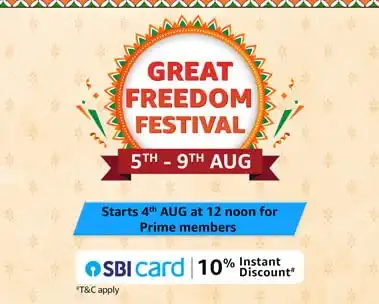 GREAT
FREEDOM
FESTIVAL
5TH - 9TH AUG
Starts 4th AUG at 12 noon for
Prime members
SBI card | 10% Instant
Discount#
#T&C apply